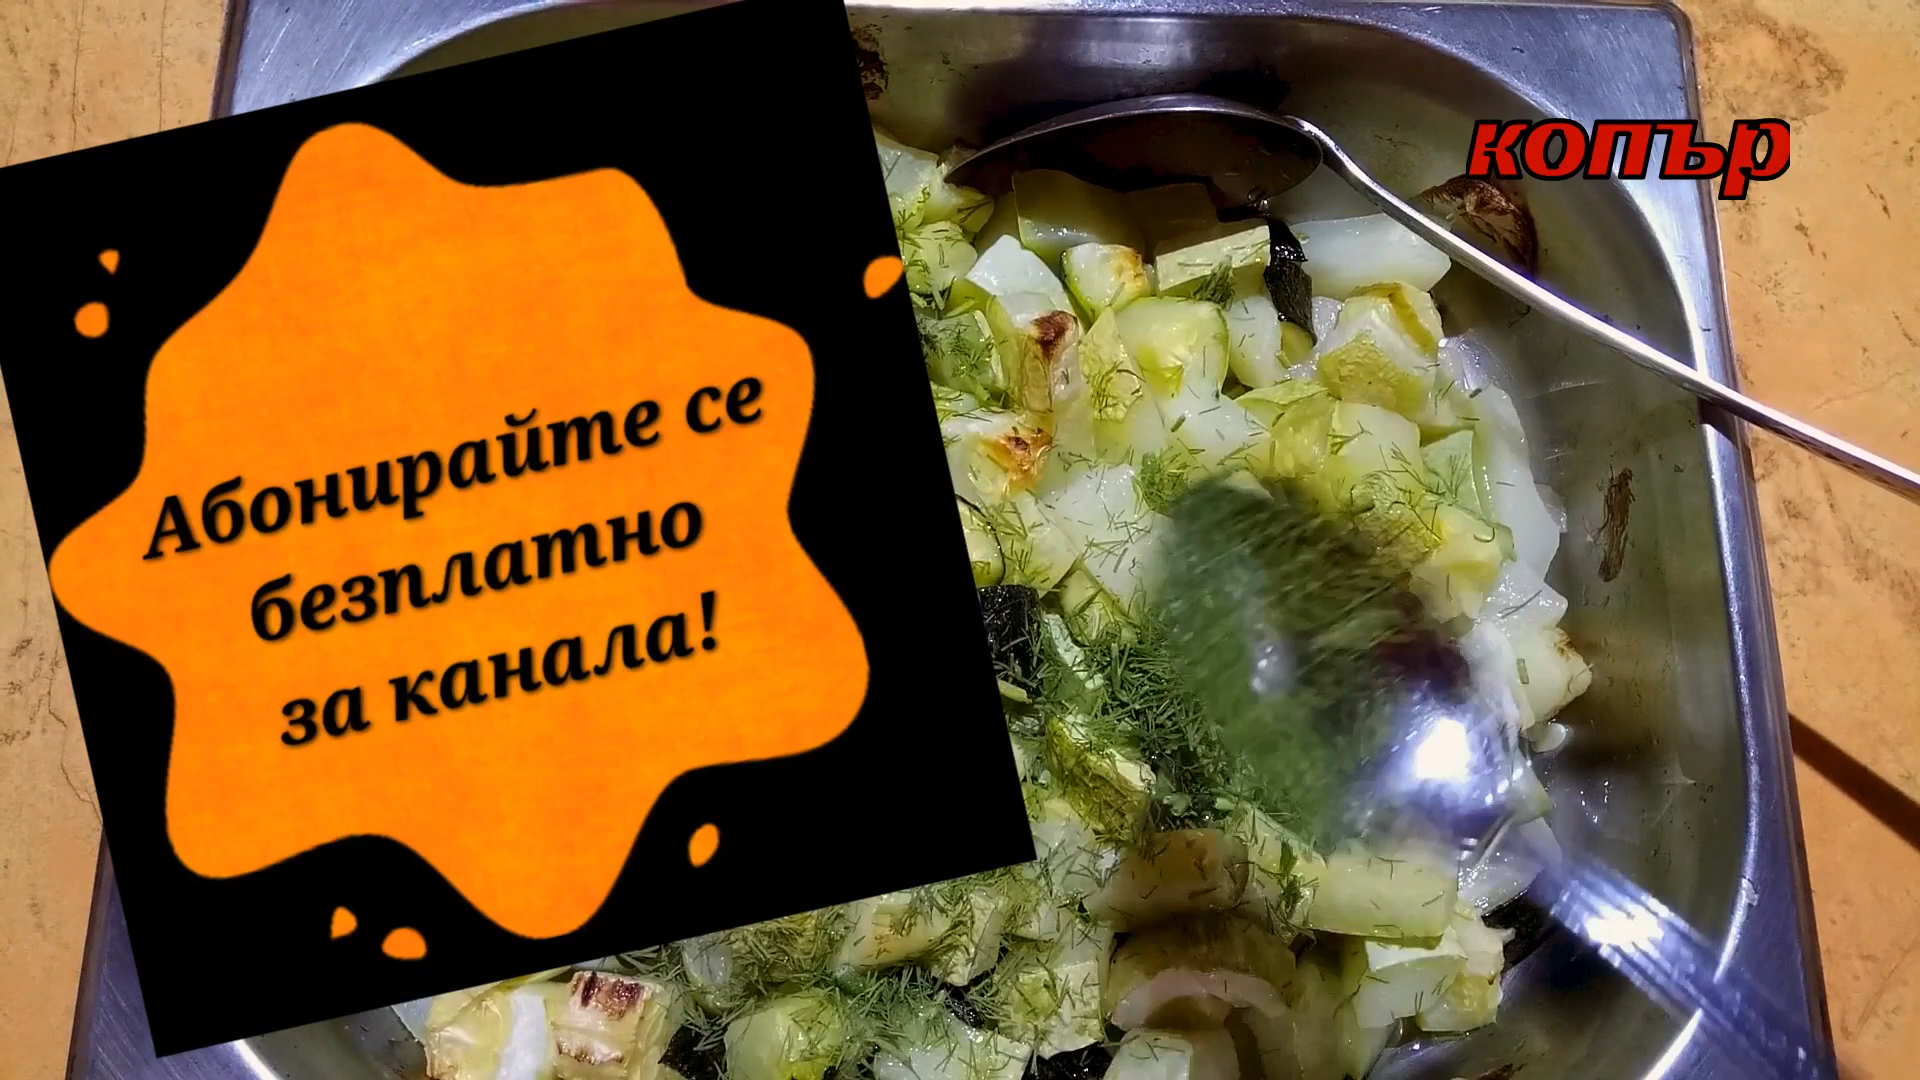 копър
Абонирайте се
безплатно
за канала!